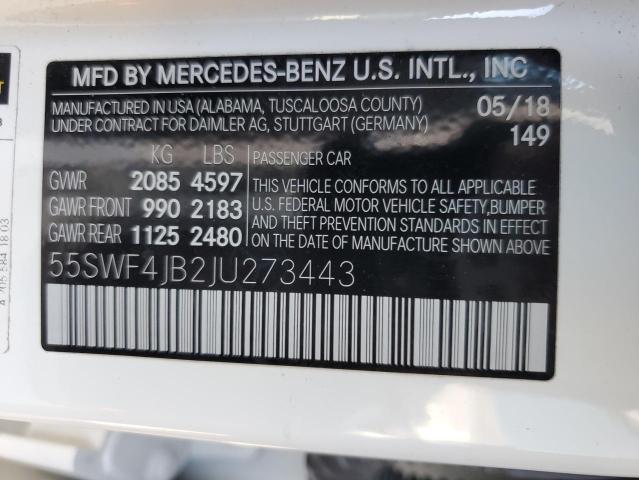 MFD BY MERCEDES-BENZ U.S. INTL., INC
MANUFACTURED IN USA (ALABAMA, TUSCALOOSA COUNTY) 05/18
UNDER CONTRACT FOR DAIMLER AG, STUTTGART (GERMANY) 149
KG LBS PASSENGER CAR
GVWR 2085 4597 THIS VEHICLE CONFORMS TO ALL APPLICABLE
GAWR FRONT 990 2183 U.S. FEDERAL MOTOR VEHICLE SAFETY,BUMPER
GAWR REAR 1125 2480 AND THEFT PREVENTION STANDARDS IN EFFECT
ON THE DATE OF MANUFACTURE SHOWN ABOVE.
55SWF4JB2JU273443